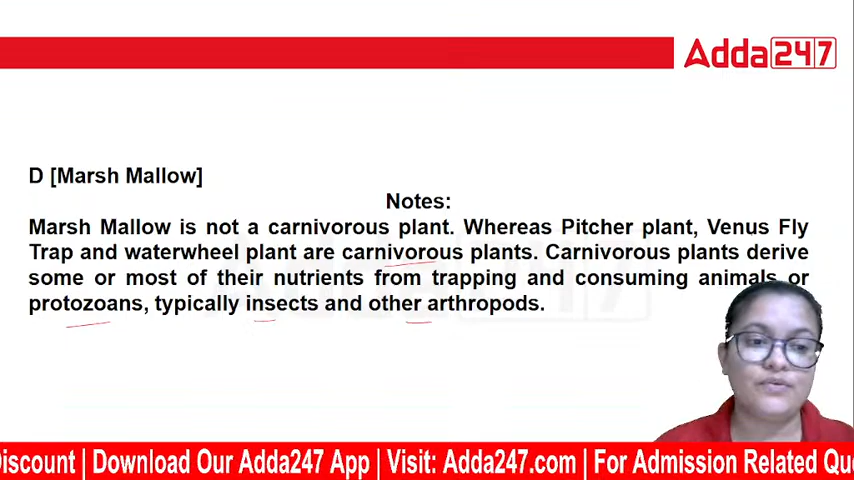 Adda247
D [Marsh Mallow]
Notes:
Marsh Mallow is not a carnivorous plant. Whereas Pitcher plant, Venus Fly
Trap and waterwheel plant are carnivorous plants. Carnivorous plants derive
some or most of their nutrients from trapping and consuming animals or
protozoans, typically insects and other arthropods.
Discount | Download Our Adda247 App | Visit: Adda247.com | For Admission Related Que